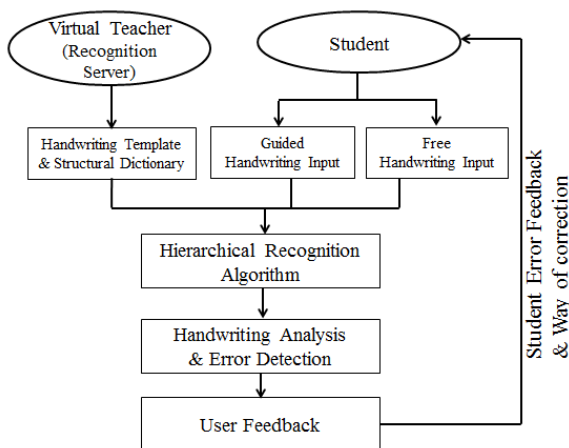 Virtual Teacher
(Recognition
Server)
Student
Handwriting Template
& Structural Dictionary
Guided
Handwriting Input
Free
Handwriting Input
Hierarchical Recognition
Algorithm
Handwriting Analysis
& Error Detection
User Feedback
Student Error Feedback
& Way of correction